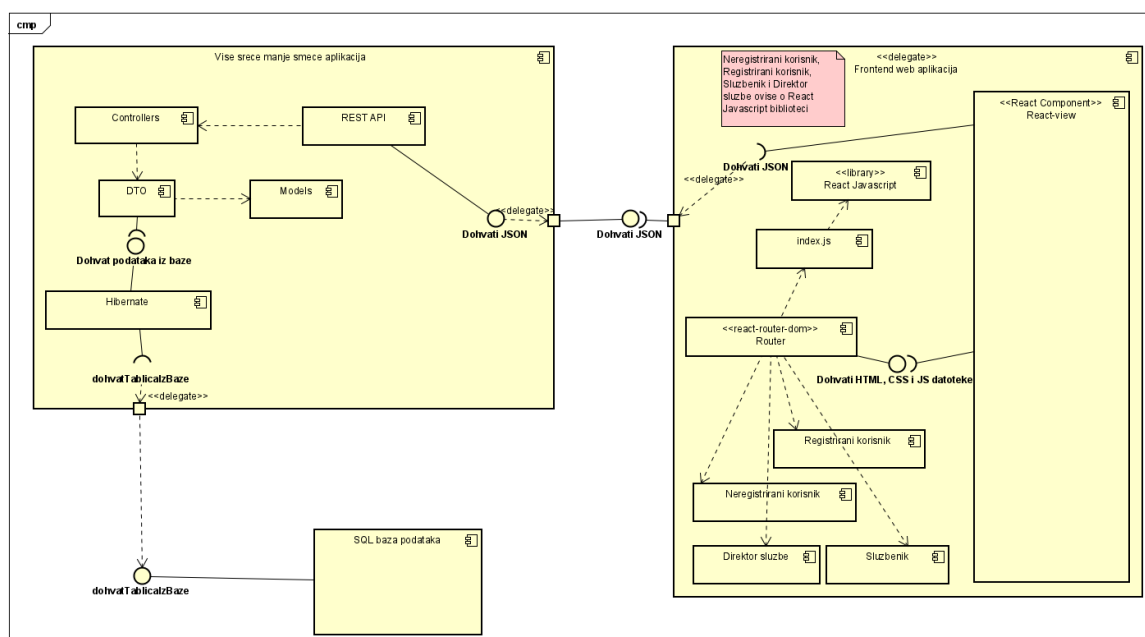 cmp
Vise srece manje smece aplikacija
Controllers
REST API
DTO
Models
<<delegate>>
Dohvati JSON
Dohvat podataka iz baze
Hibernate
dohvatTablicaIzBaze
<<delegate>>
Dohvati JSON
<<delegate>>
Frontend web aplikacija
Neregistrirani korisnik,
Registrirani korisnik,
Sluzbenik i Direktor
sluzbe ovise o React
Javascript biblioteci
<<React Component>>
React-view
Dohvati JSON
<<delegate>>
<<library>>
React Javascript
index.js
<<react-router-dom>>
Router
Dohvati HTML, CSS i JS datoteke
Registrirani korisnik
Neregistrirani korisnik
Direktor sluzbe
Sluzbenik
SQL baza podataka
dohvatTablicaIzBaze